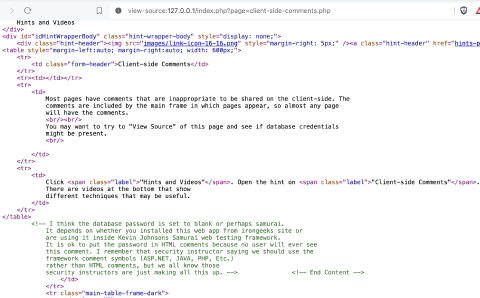 view-source:127.0.0.1/index.php?page=client-side-comments.php
Hints and Videos
</div>
<div id="idHintWrapperBody" class="hint-wrapper-body" style="display: none;">
<div class="hint-header"><img src="images/link-icon-16-16.png" style="margin-right: 5px;" /><a class="hint-header" href="hints-p
<table style="margin-left:auto; margin-right:auto; width: 600px;">
<tr>
<td class="form-header">Client-side Comments</td>
</tr>
<tr><td></td></tr>
<tr>
<td>
Most pages have comments that are inappropriate to be shared on the client-side. The
comments are included by the main frame in which pages appear, so almost any page
will have the comments.
<br/><br/>
You may want to try to "View Source" of this page and see if database credentials
might be present.
<br/>
</td>
</tr>
<tr>
<td>
Click <span class="label">"Hints and Videos"</span>. Open the hint on <span class="label">"Client-side Comments"</span>.
There are videos at the bottom that show
different techniques that may be useful.
</td>
</tr>
</table>
<!-- I think the database password is set to blank or perhaps samurai.
It depends on whether you installed this web app from irongeeks site or
are using it inside Kevin Johnsons Samurai web testing framework.
It is ok to put the password in HTML comments because no user will ever see
this comment. I remember that security instructor saying we should use the
framework comment symbols (ASP.NET, JAVA, PHP, Etc.)
rather than HTML comments, but we all know those
security instructors are just making all this up. --> <!-- End Content -->
</td>
</tr>
<tr class="main-table-frame-dark">